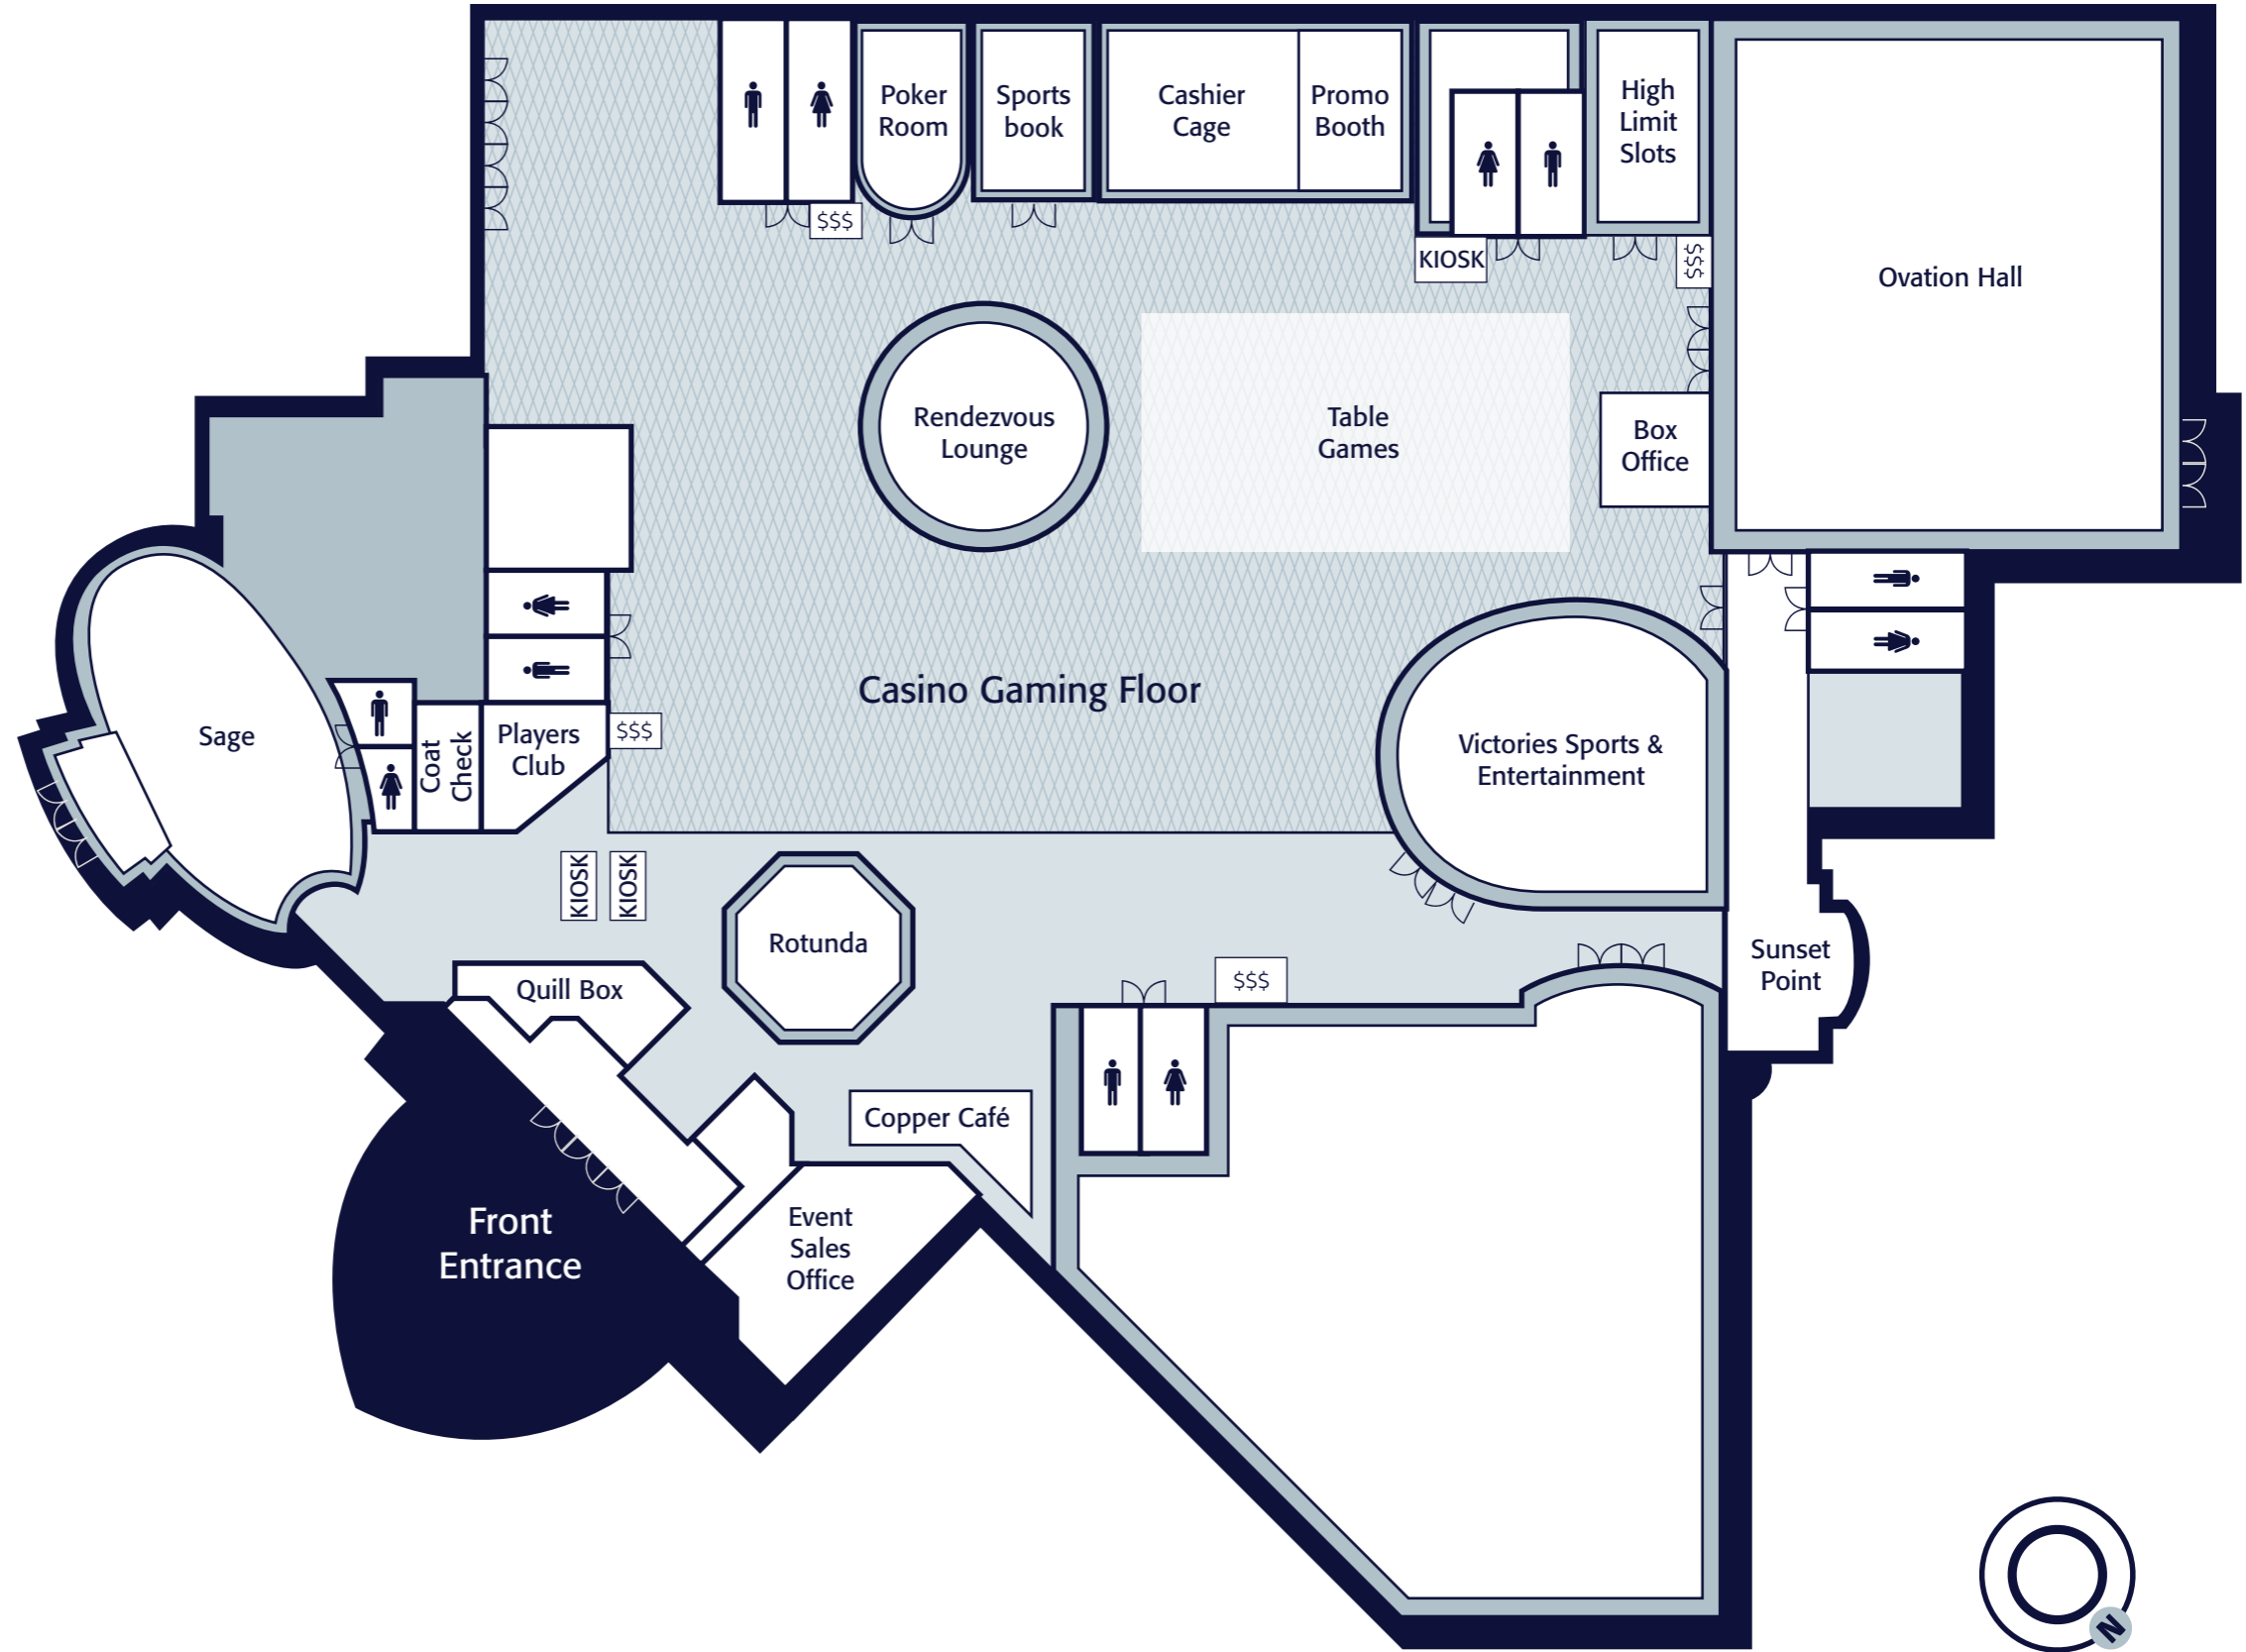 Poker
Room
Sports
book
Cashier
Cage
Promo
Booth
High
Limit
Slots
$$$
KIOSK
$$$
Ovation Hall
Rendezvous
Lounge
Table
Games
Box
Office
Casino Gaming Floor
Sage
Coat
Check
Players
Club
$$$
Victories Sports &
Entertainment
KIOSK
KIOSK
Rotunda
Quill Box
$$$
Sunset
Point
Copper Café
Front
Entrance
Event
Sales
Office
N